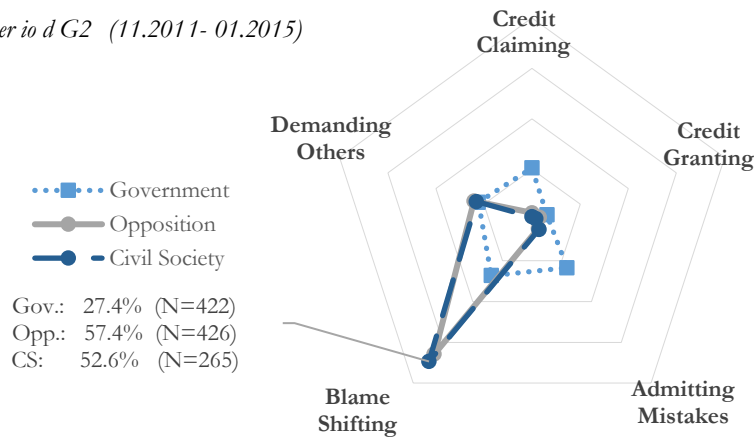 er io d G2 (11.2011- 01.2015)
Credit
Claiming
Demanding
Others
Credit
Granting
Government
Opposition
Civil Society
Gov.: 27.4% (N=422)
Opp.: 57.4% (N=426)
CS: 52.6% (N=265)
Blame
Shifting
Admitting
Mistakes